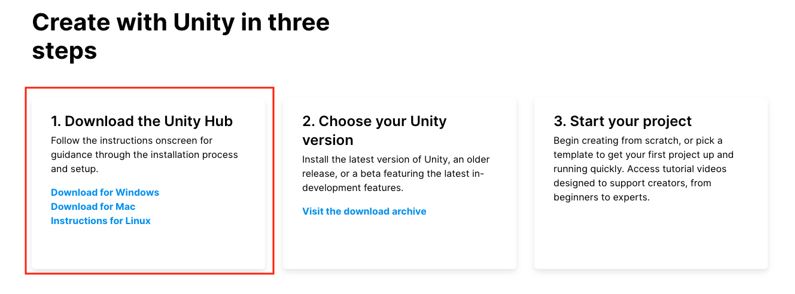 Create with Unity in three
steps
1. Download the Unity Hub
Follow the instructions onscreen for
guidance through the installation process
and setup.
Download for Windows
Download for Mac
Instructions for Linux
2. Choose your Unity
version
Install the latest version of Unity, an older
release, or a beta featuring the latest in-
development features.
Visit the download archive
3. Start your project
Begin creating from scratch, or pick a
template to get your first project up and
running quickly. Access tutorial videos
designed to support creators, from
beginners to experts.